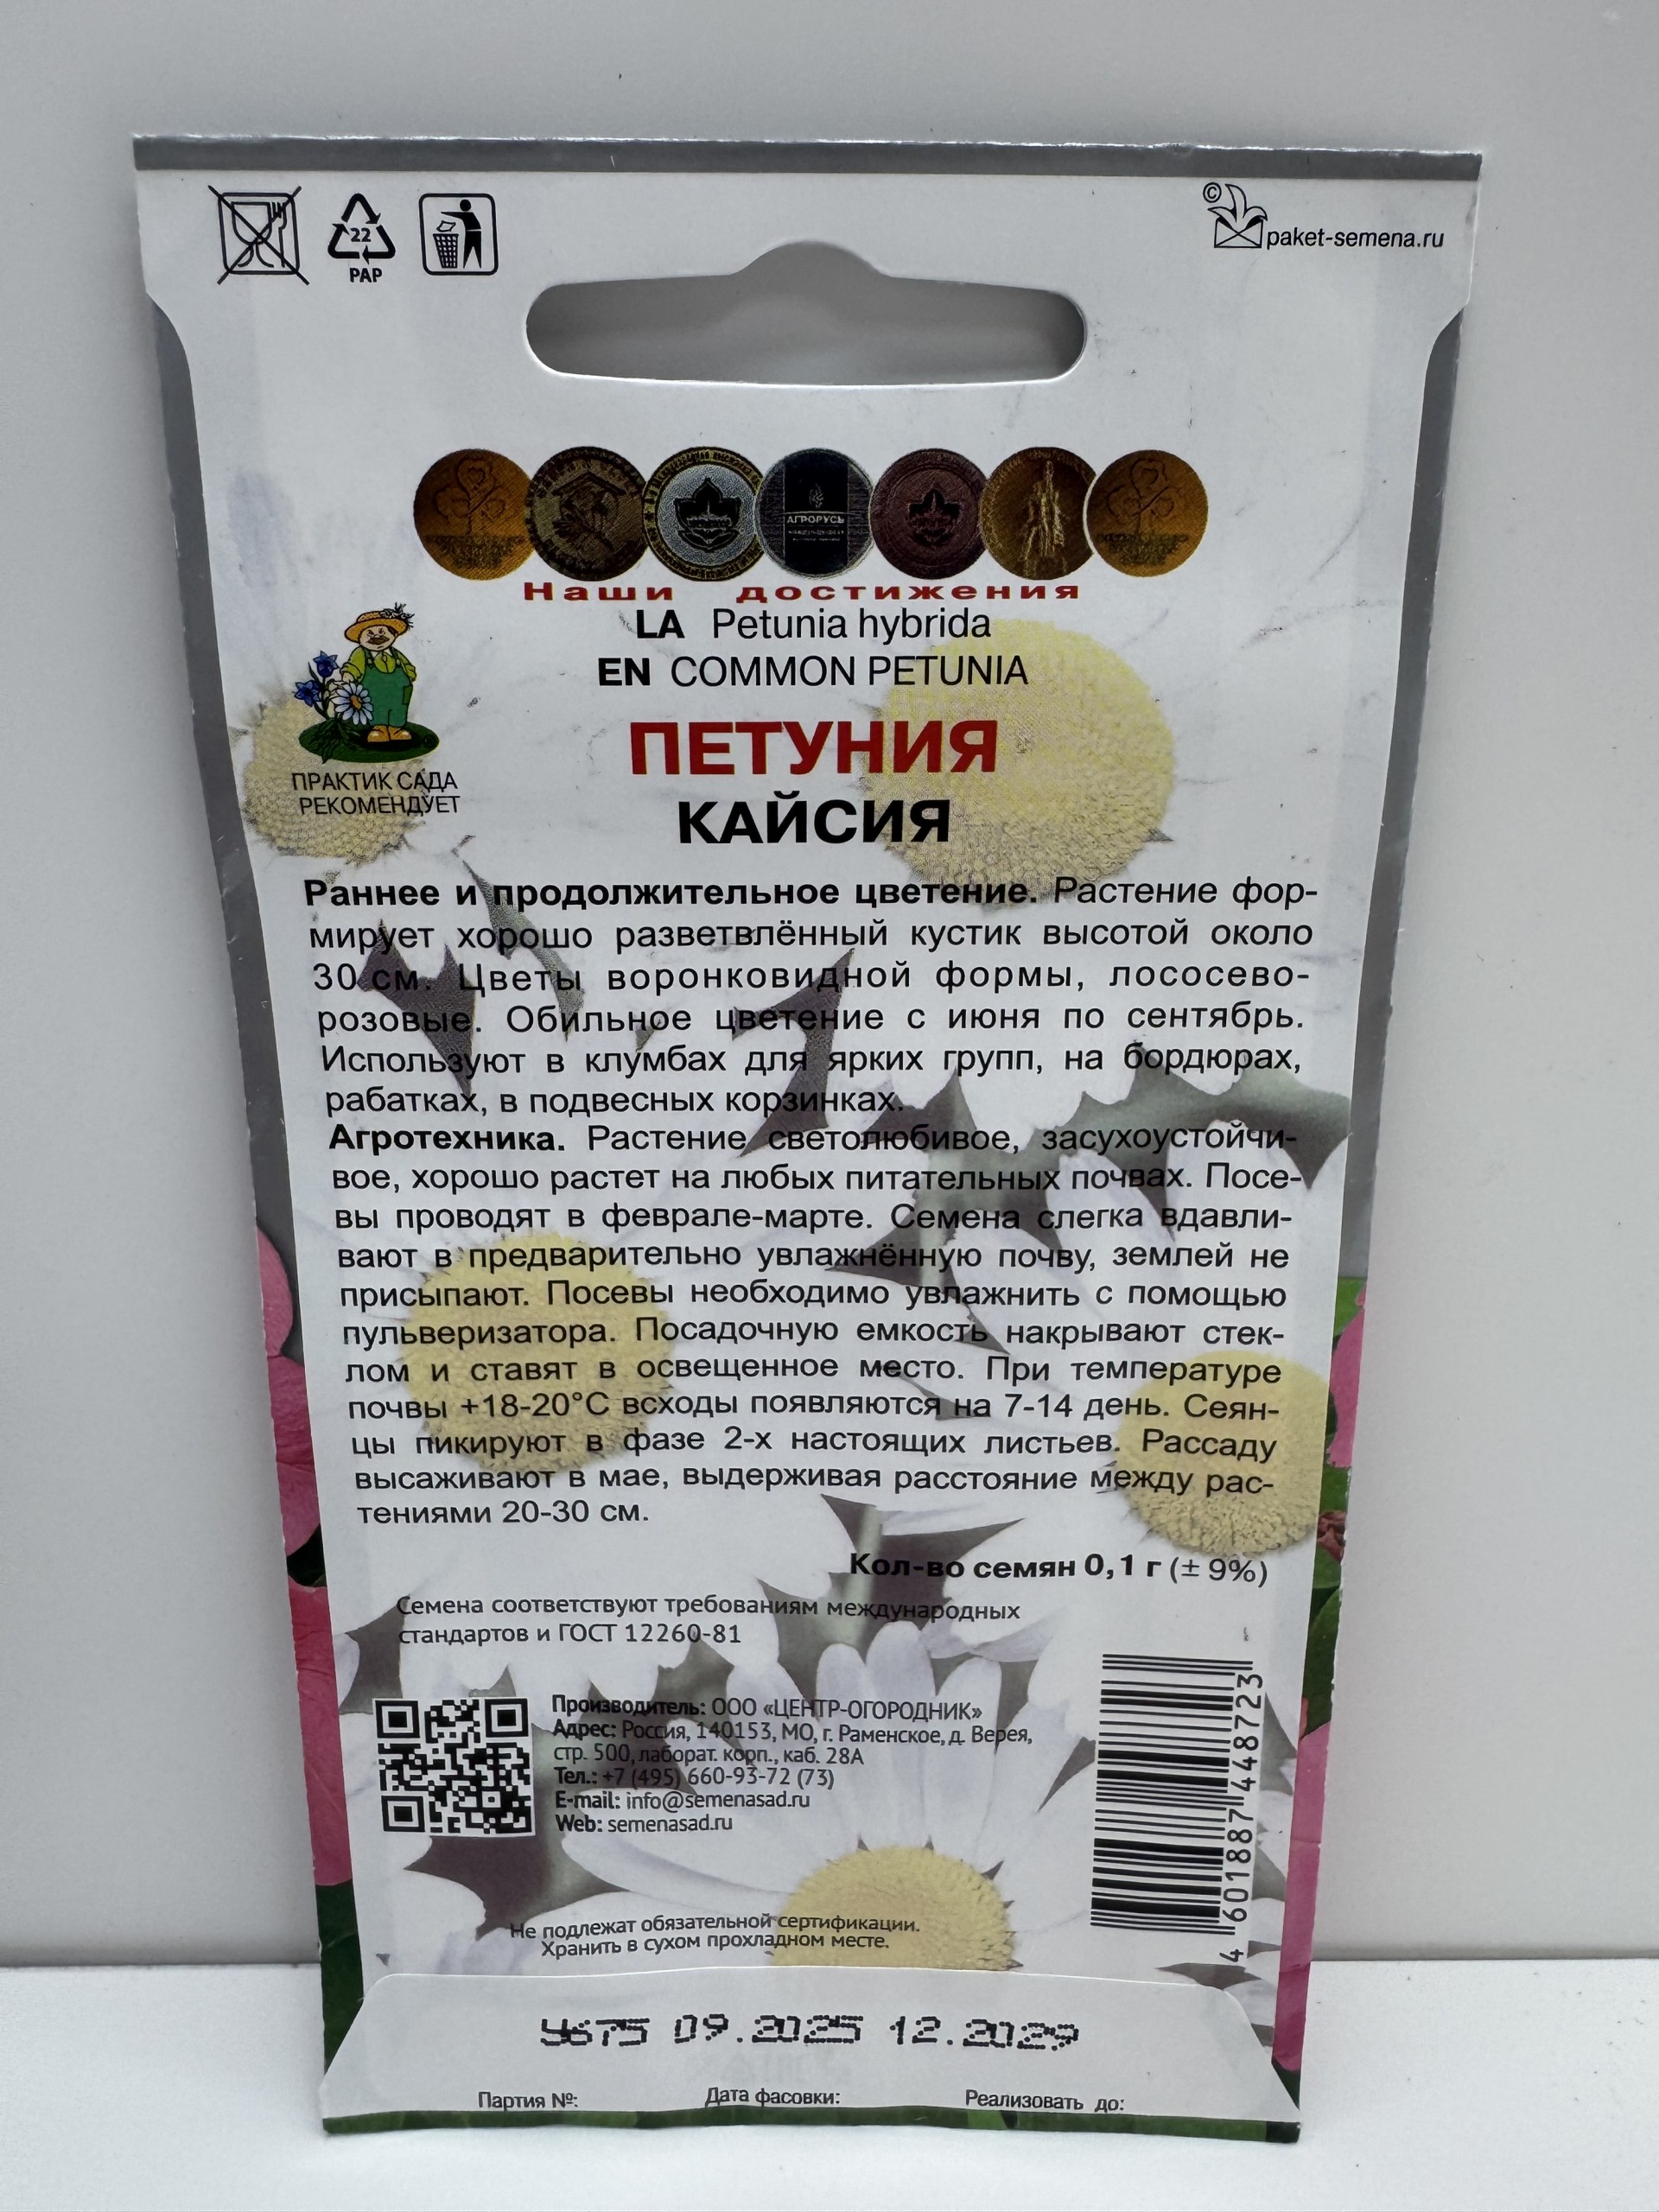 22
PAP
© paket-semena.ru
АГРОРУСЬ
Наши достижения
LA Petunia hybrida
EN COMMON PETUNIA
ПРАКТИК САДА
РЕКОМЕНДУЕТ
ПЕТУНИЯ
КАЙСИЯ
Раннее и продолжительное цветение. Растение фор-
мирует хорошо разветвлённый кустик высотой около
30 см. Цветы воронковидной формы, лососево-
розовые. Обильное цветение с июня по сентябрь.
Используют в клумбах для ярких групп, на бордюрах,
рабатках, в подвесных корзинках.
Агротехника. Растение светолюбивое, засухоустойчи-
вое, хорошо растет на любых питательных почвах. Посе-
вы проводят в феврале-марте. Семена слегка вдавли-
вают в предварительно увлажнённую почву, землей не
присыпают. Посевы необходимо увлажнить с помощью
пульверизатора. Посадочную емкость накрывают стек-
лом и ставят в освещенное место. При температуре
почвы +18-20°С всходы появляются на 7-14 день. Сеян-
цы пикируют в фазе 2-х настоящих листьев. Рассаду
высаживают в мае, выдерживая расстояние между рас-
тениями 20-30 см.
Кол-во семян 0,1 г (± 9%)
Семена соответствуют требованиям международных
стандартов и ГОСТ 12260-81
Производитель: ООО «ЦЕНТР-ОГОРОДНИК»
Адрес: Россия, 140153, МО, г. Раменское, д. Верея,
стр. 500, лаборат. корп., каб. 28А
Тел.: +7 (495) 660-93-72 (73)
E-mail: info@semenasad.ru
Web: semenasad.ru
4 601887 448723
Не подлежат обязательной сертификации.
Хранить в сухом прохладном месте.
У675 09.2025 12.2029
Партия №: Дата фасовки: Реализовать до: